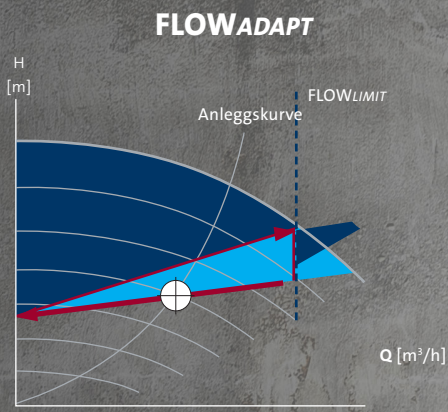 FLOWADAPT
H
[m]
FLOWLIMIT
Anleggskurve
Q [m³/h]